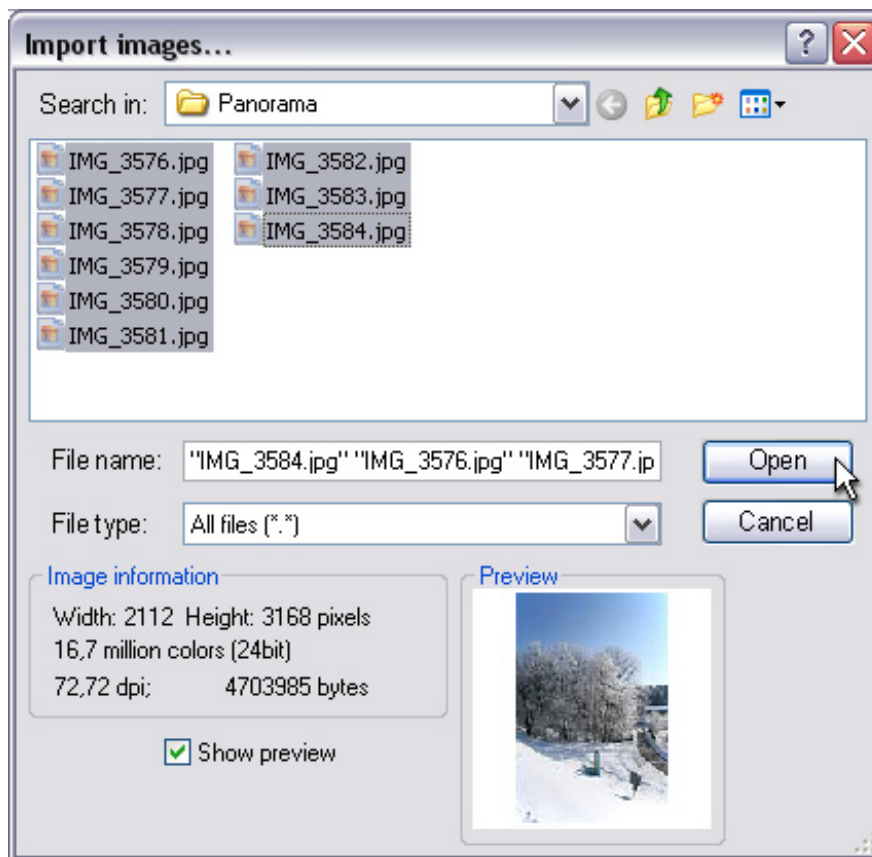 Import images...
Search in: Panorama
IMG_3576.jpg IMG_3582.jpg
IMG_3577.jpg IMG_3583.jpg
IMG_3578.jpg IMG_3584.jpg
IMG_3579.jpg
IMG_3580.jpg
IMG_3581.jpg
File name: "IMG_3584.jpg" "IMG_3576.jpg" "IMG_3577.jp Open
File type: All files (*.*) Cancel
Image information Preview
Width: 2112 Height: 3168 pixels
16,7 million colors (24bit)
72,72 dpi; 4703985 bytes
Show preview